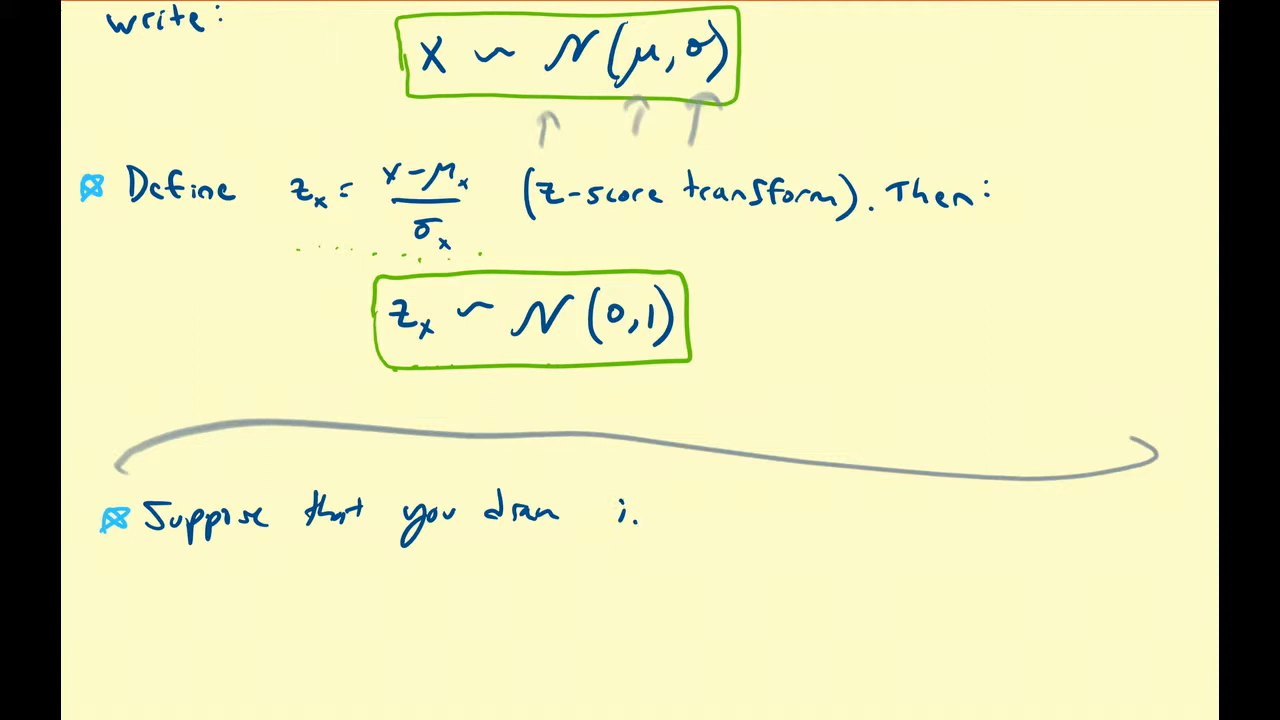 write:
x ~ N(μ, σ)
Define z_x = (x - μ_x) / σ_x (z-score transform). Then:
z_x ~ N(0, 1)
Suppose that you draw i.